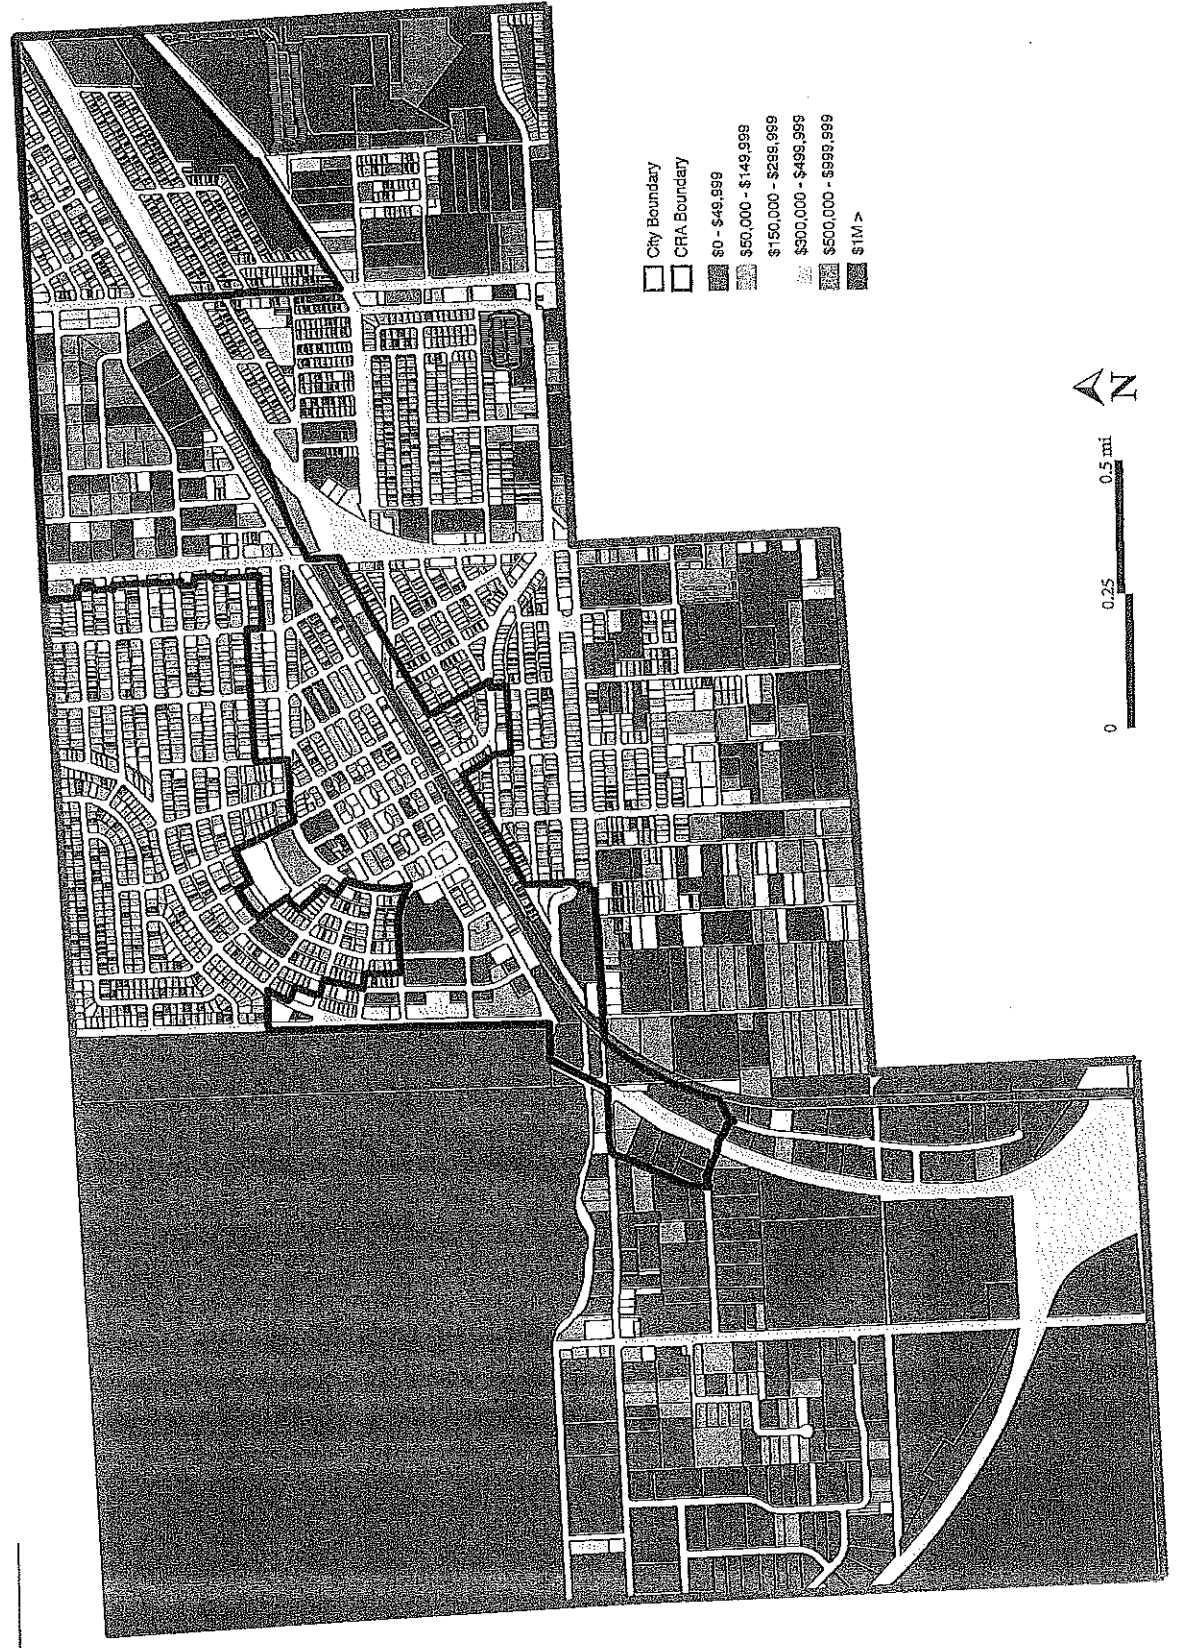 City Boundary
CRA Boundary
$0 - $49,999
$50,000 - $149,999
$150,000 - $299,999
$300,000 - $499,999
$500,000 - $999,999
$1M >
N
0 0.25 0.5 mi